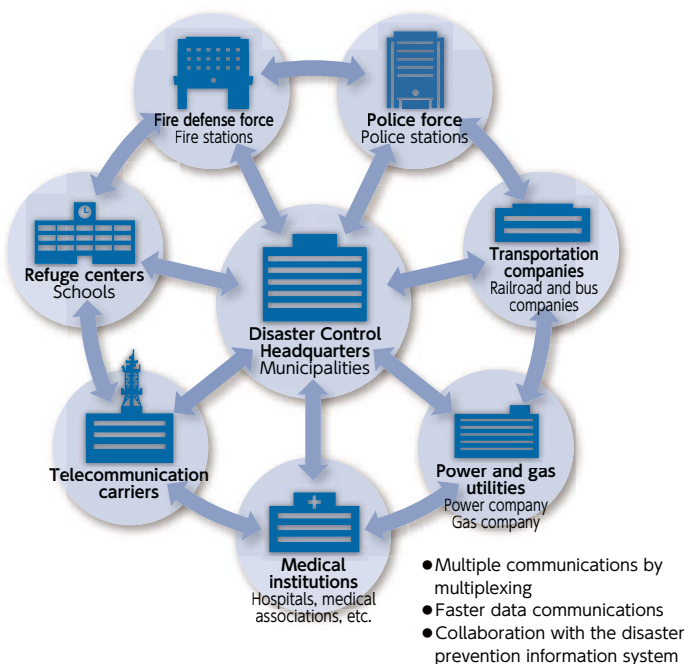 Fire defense force
Fire stations
Police force
Police stations
Refuge centers
Schools
Transportation
companies
Railroad and bus
companies
Disaster Control
Headquarters
Municipalities
Telecommunication
carriers
Power and gas
utilities
Power company
Gas company
Medical
institutions
Hospitals, medical
associations, etc.
●Multiple communications by
multiplexing
●Faster data communications
●Collaboration with the disaster
prevention information system